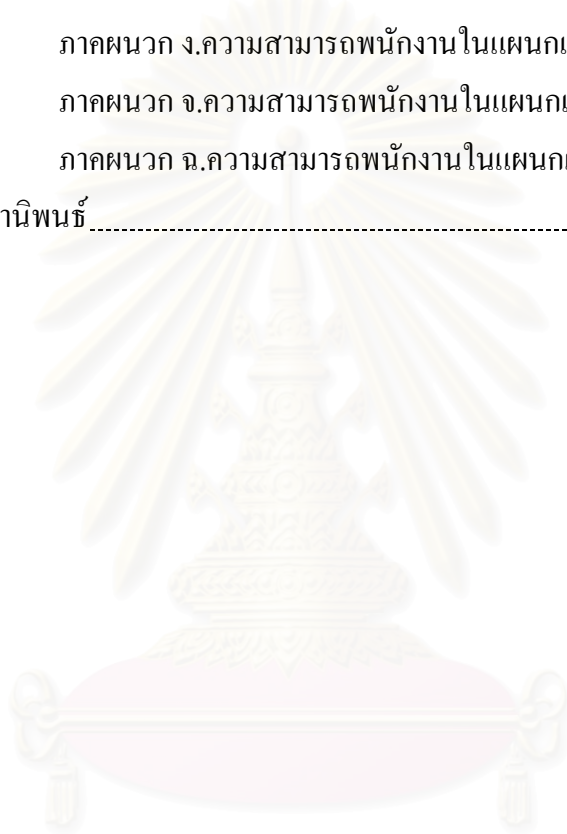 ภาคผนวก ง.ความสามารถพนักงานในแผนก
ภาคผนวก จ.ความสามารถพนักงานในแผนก
ภาคผนวก ฉ.ความสามารถพนักงานในแผนก
านิพนธ์